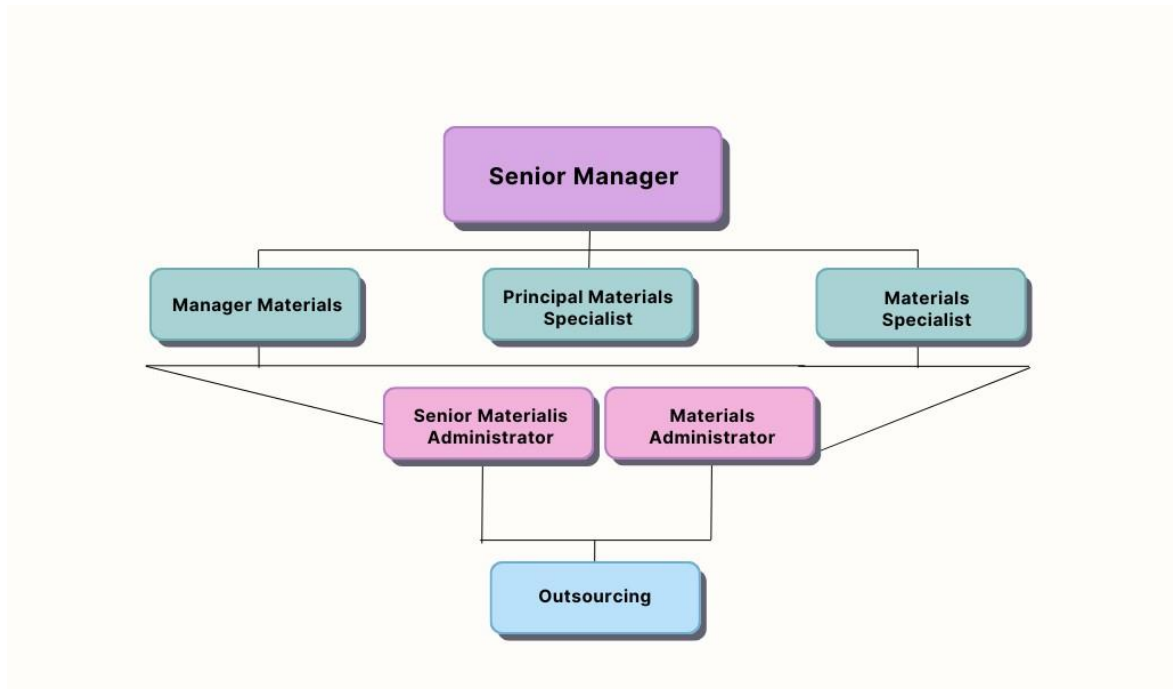 Senior Manager
Manager Materials
Principal Materials
Specialist
Materials
Specialist
Senior Materialis
Administrator
Materials
Administrator
Outsourcing